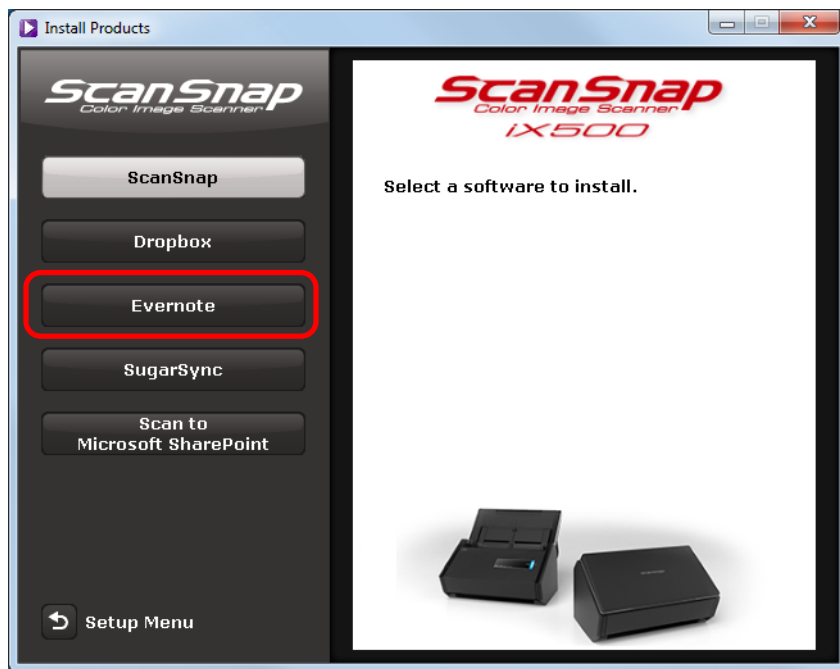 Install Products
ScanSnap
Color Image Scanner
ScanSnap
Dropbox
Evernote
SugarSync
Scan to
Microsoft SharePoint
Setup Menu
ScanSnap
Color Image Scanner
iX500
Select a software to install.